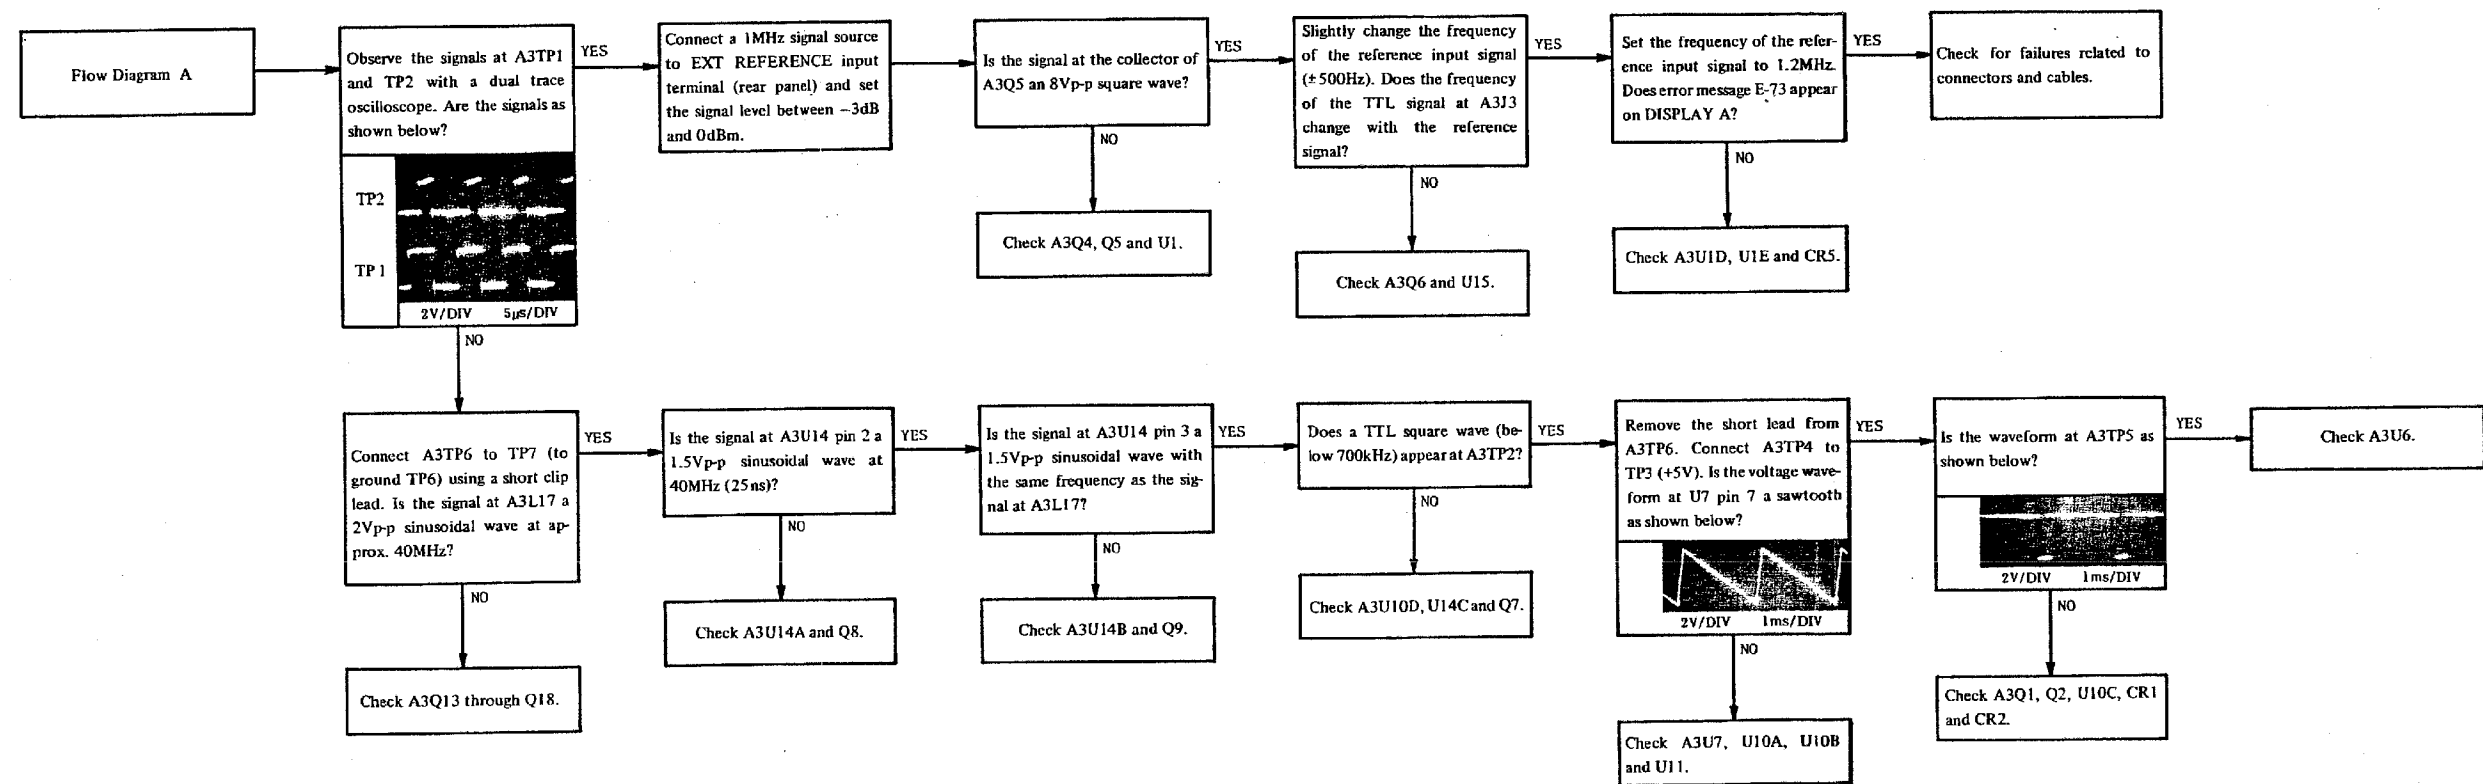 Flow Diagram A
Observe the signals at A3TP1
and TP2 with a dual trace
oscilloscope. Are the signals as
shown below?
TP2
TP 1
2V/DIV 5μs/DIV
YES
NO
Connect a 1MHz signal source
to EXT REFERENCE input
terminal (rear panel) and set
the signal level between −3dB
and 0dBm.
Is the signal at the collector of
A3Q5 an 8Vp-p square wave?
YES
NO
Check A3Q4, Q5 and U1.
Slightly change the frequency
of the reference input signal
(±500Hz). Does the frequency
of the TTL signal at A3J3
change with the reference
signal?
YES
NO
Check A3Q6 and U15.
Set the frequency of the refer-
ence input signal to 1.2MHz.
Does error message E-73 appear
on DISPLAY A?
YES
NO
Check A3U1D, U1E and CR5.
Check for failures related to
connectors and cables.
Connect A3TP6 to TP7 (to
ground TP6) using a short clip
lead. Is the signal at A3L17 a
2Vp-p sinusoidal wave at ap-
prox. 40MHz?
YES
NO
Check A3Q13 through Q18.
Is the signal at A3U14 pin 2 a
1.5Vp-p sinusoidal wave at
40MHz (25ns)?
YES
NO
Check A3U14A and Q8.
Is the signal at A3U14 pin 3 a
1.5Vp-p sinusoidal wave with
the same frequency as the sig-
nal at A3L17?
YES
NO
Check A3U14B and Q9.
Does a TTL square wave (be-
low 700kHz) appear at A3TP2?
YES
NO
Check A3U10D, U14C and Q7.
Remove the short lead from
A3TP6. Connect A3TP4 to
TP3 (+5V). Is the voltage wave-
form at U7 pin 7 a sawtooth
as shown below?
2V/DIV 1ms/DIV
YES
NO
Check A3U7, U10A, U10B
and U11.
Is the waveform at A3TP5 as
shown below?
2V/DIV 1ms/DIV
YES
NO
Check A3Q1, Q2, U10C, CR1
and CR2.
Check A3U6.